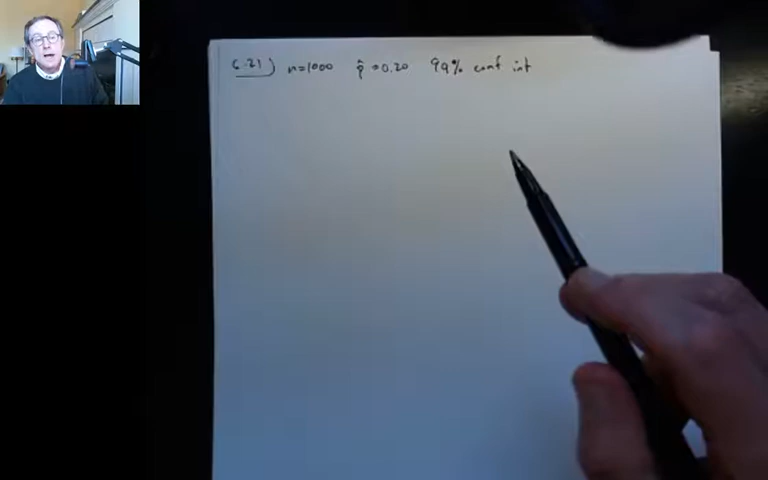 6.21) n=1000 p̂=0.20 99% conf int